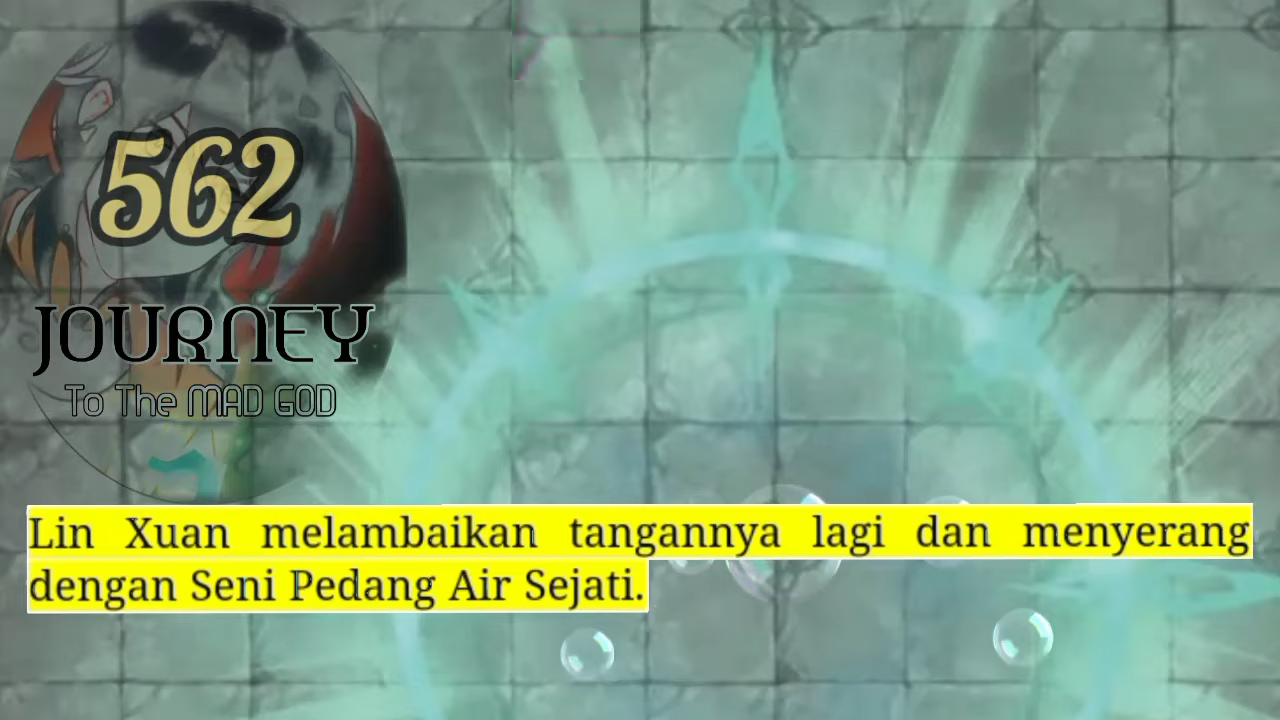 562
JOURNEY
To The MAD GOD
Lin Xuan melambaikan tangannya lagi dan menyerang
dengan Seni Pedang Air Sejati.